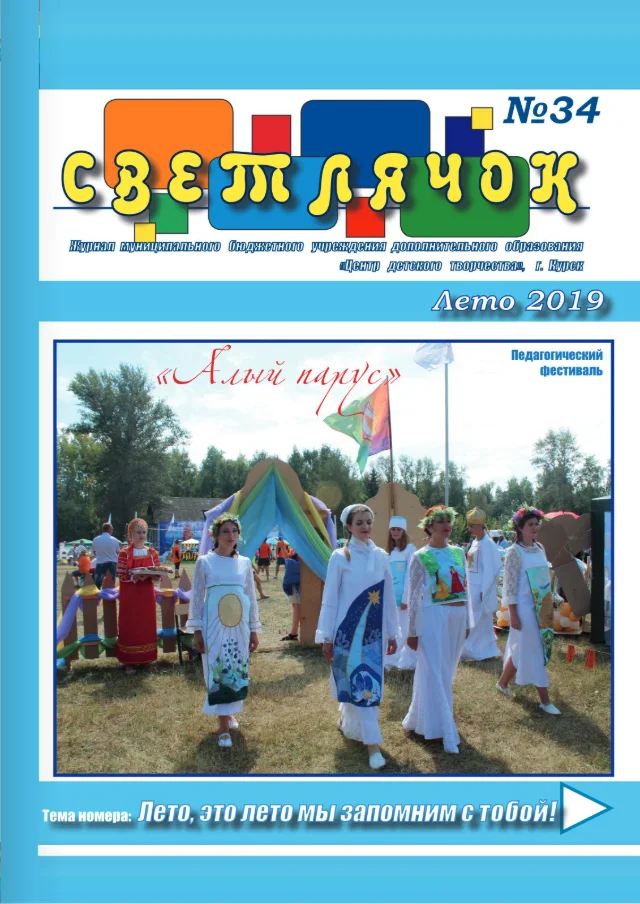 №34
СВЕТЛЯЧОК
Журнал муниципального бюджетного учреждения дополнительного образования
«Центр детского творчества», г. Курск
Лето 2019
«Алый парус»
Педагогический
фестиваль
Тема номера: Лето, это лето мы запомним с тобой!